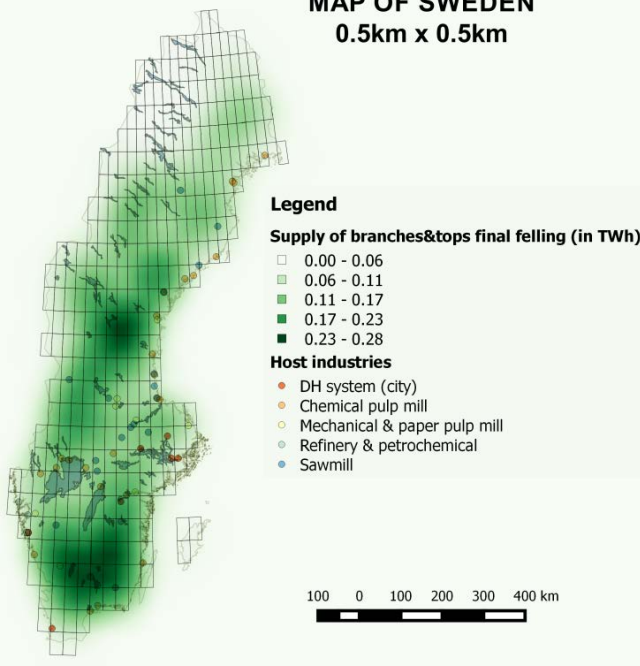 MAP OF SWEDEN
0.5km x 0.5km
Legend
Supply of branches&tops final felling (in TWh)
0.00 - 0.06
0.06 - 0.11
0.11 - 0.17
0.17 - 0.23
0.23 - 0.28
Host industries
DH system (city)
Chemical pulp mill
Mechanical & paper pulp mill
Refinery & petrochemical
Sawmill
100 0 100 200 300 400 km